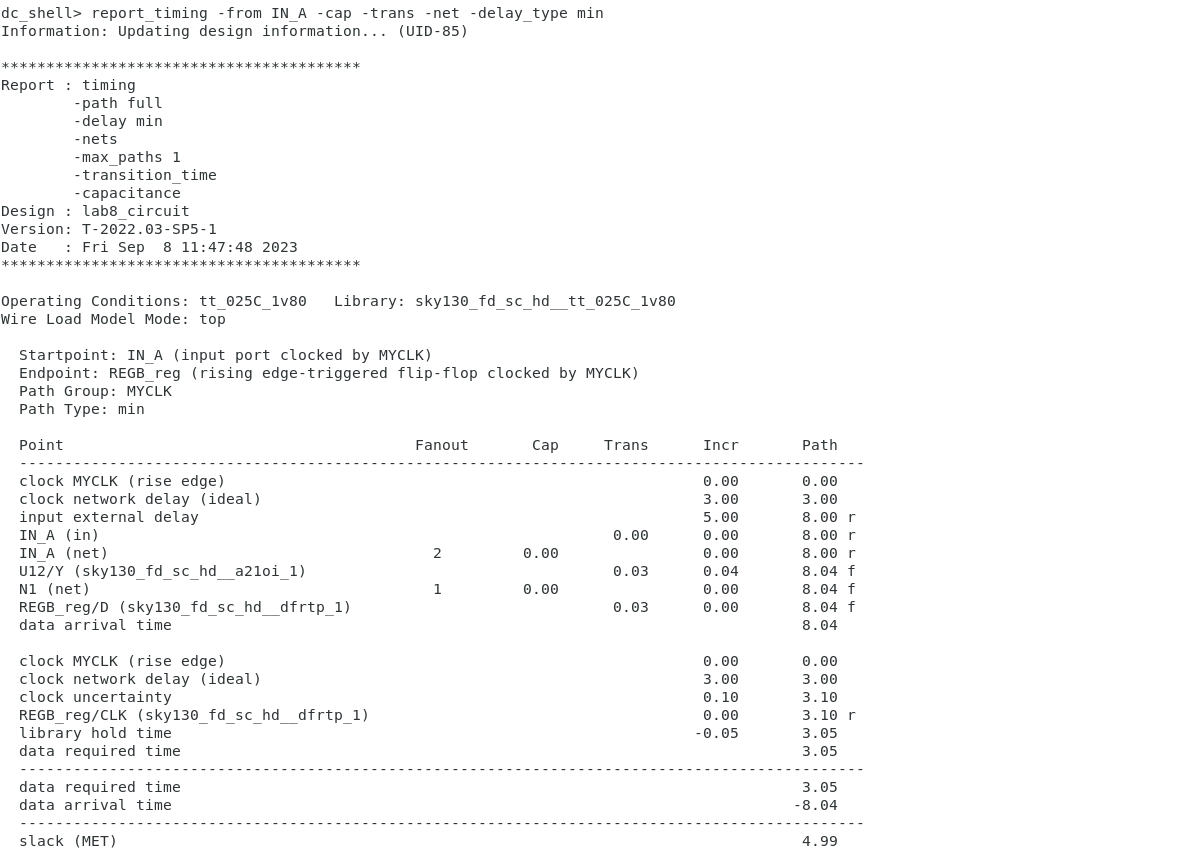 dc_shell> report_timing -from IN_A -cap -trans -net -delay_type min
Information: Updating design information... (UID-85)

****************************************
Report : timing
        -path full
        -delay min
        -nets
        -max_paths 1
        -transition_time
        -capacitance
Design : lab8_circuit
Version: T-2022.03-SP5-1
Date   : Fri Sep  8 11:47:48 2023
****************************************

Operating Conditions: tt_025C_1v80   Library: sky130_fd_sc_hd__tt_025C_1v80
Wire Load Model Mode: top

  Startpoint: IN_A (input port clocked by MYCLK)
  Endpoint: REGB_reg (rising edge-triggered flip-flop clocked by MYCLK)
  Path Group: MYCLK
  Path Type: min

  Point                                       Fanout       Cap     Trans      Incr       Path
  ----------------------------------------------------------------------------------------------
  clock MYCLK (rise edge)                                                     0.00       0.00
  clock network delay (ideal)                                                 3.00       3.00
  input external delay                                                        5.00       8.00 r
  IN_A (in)                                                         0.00      0.00       8.00 r
  IN_A (net)                                    2         0.00                0.00       8.00 r
  U12/Y (sky130_fd_sc_hd__a21oi_1)                                  0.03      0.04       8.04 f
  N1 (net)                                      1         0.00                0.00       8.04 f
  REGB_reg/D (sky130_fd_sc_hd__dfrtp_1)                             0.03      0.00       8.04 f
  data arrival time                                                                      8.04

  clock MYCLK (rise edge)                                                     0.00       0.00
  clock network delay (ideal)                                                 3.00       3.00
  clock uncertainty                                                           0.10       3.10
  REGB_reg/CLK (sky130_fd_sc_hd__dfrtp_1)                                     0.00       3.10 r
  library hold time                                                          -0.05       3.05
  data required time                                                                     3.05
  ----------------------------------------------------------------------------------------------
  data required time                                                                     3.05
  data arrival time                                                                     -8.04
  ----------------------------------------------------------------------------------------------
  slack (MET)                                                                            4.99